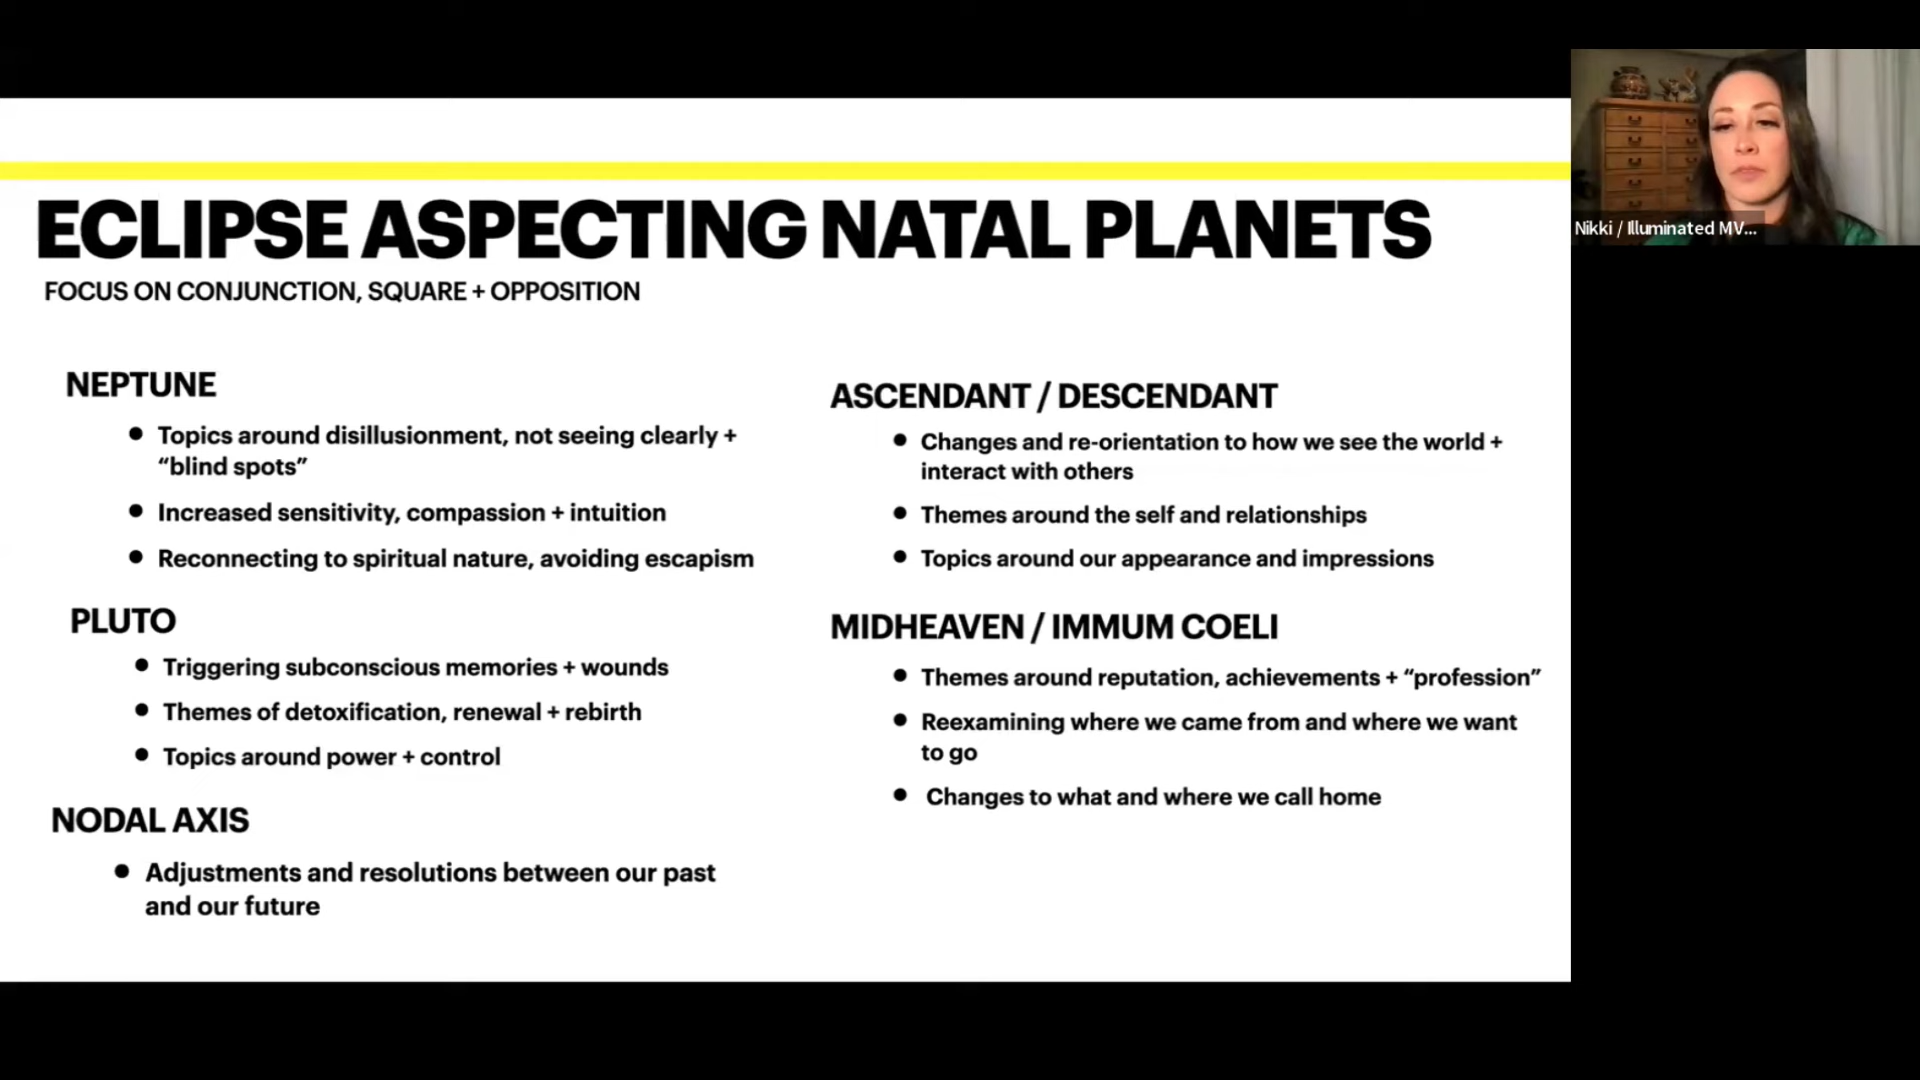 ECLIPSE ASPECTING NATAL PLANETS
FOCUS ON CONJUNCTION, SQUARE + OPPOSITION
NEPTUNE
• Topics around disillusionment, not seeing clearly +
“blind spots”
• Increased sensitivity, compassion + intuition
• Reconnecting to spiritual nature, avoiding escapism
PLUTO
• Triggering subconscious memories + wounds
• Themes of detoxification, renewal + rebirth
• Topics around power + control
NODAL AXIS
• Adjustments and resolutions between our past
and our future
ASCENDANT / DESCENDANT
• Changes and re-orientation to how we see the world +
interact with others
• Themes around the self and relationships
• Topics around our appearance and impressions
MIDHEAVEN / IMMUM COELI
• Themes around reputation, achievements + “profession”
• Reexamining where we came from and where we want
to go
• Changes to what and where we call home
Nikki / Illuminated MV...